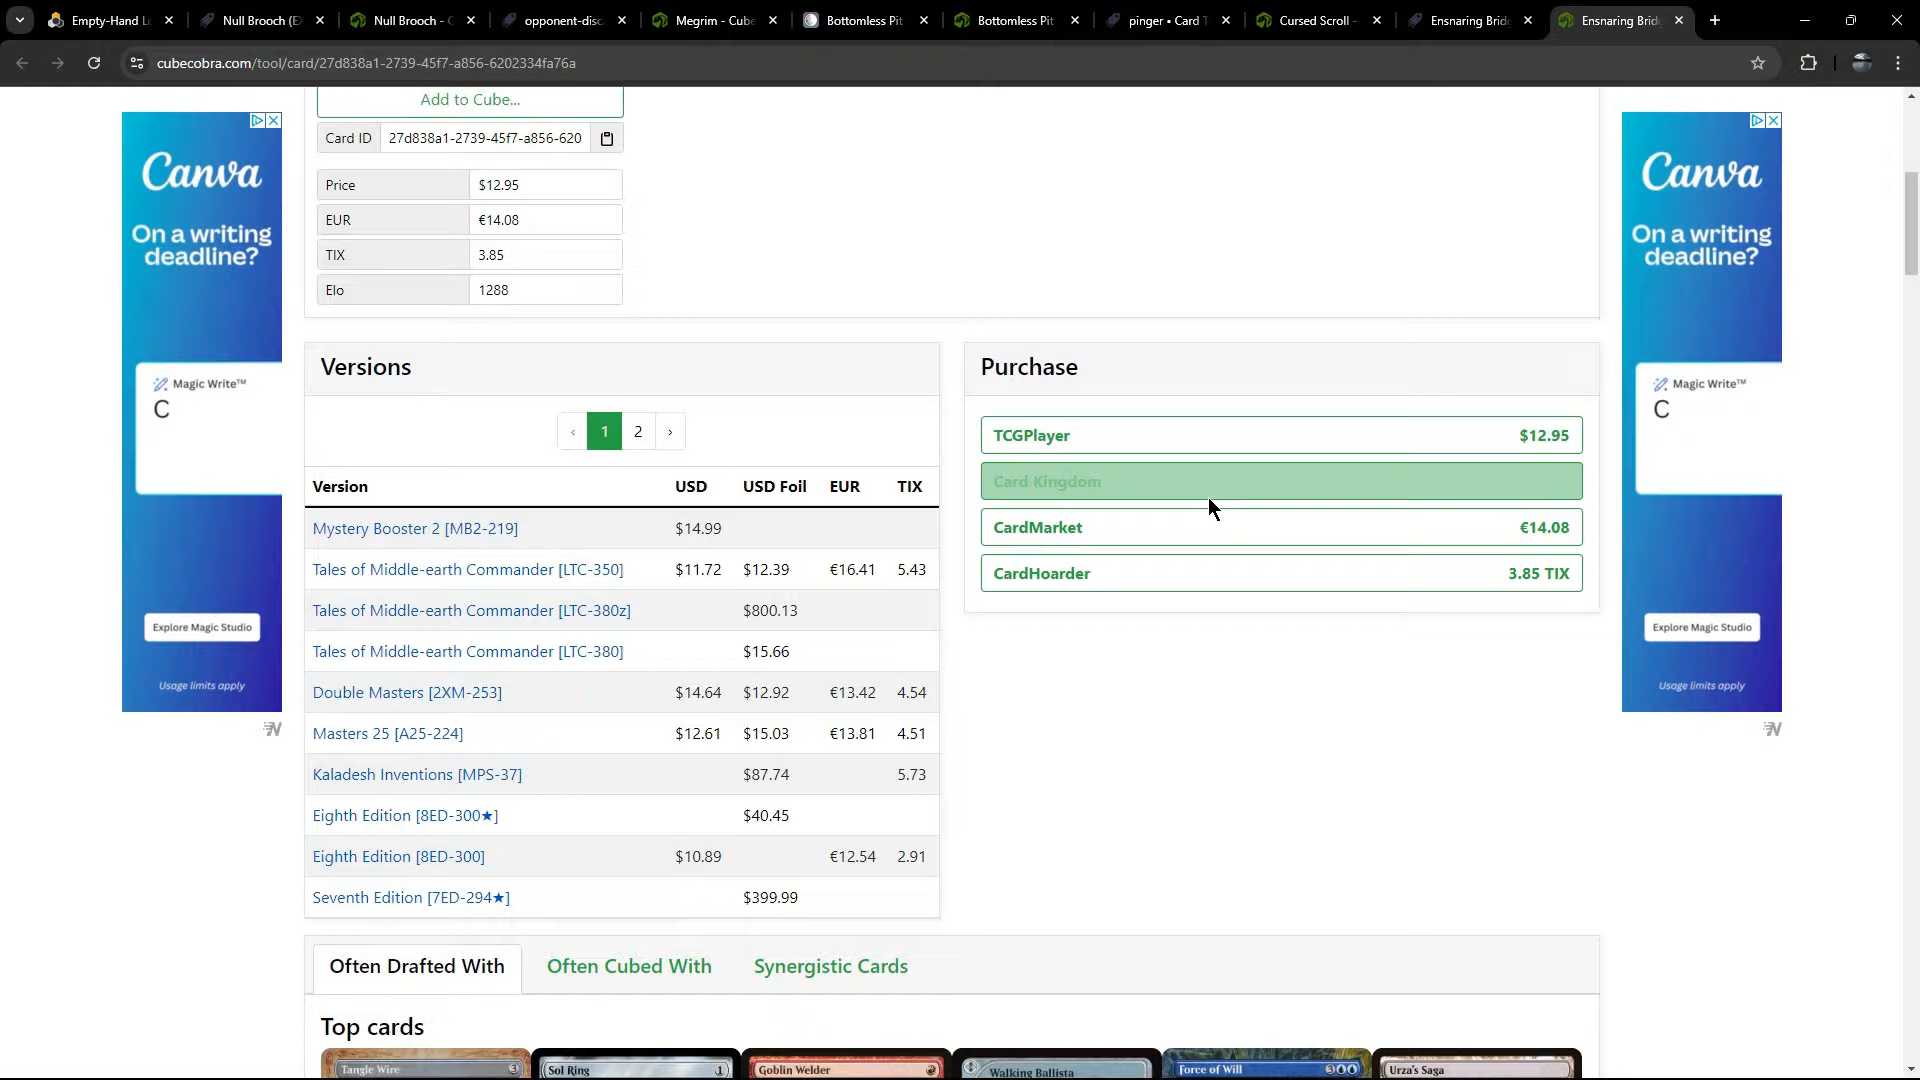 Empty-Hand L
Null Brooch (E
Null Brooch - C
opponent-disc
Megrim - Cube
Bottomless Pit
Bottomless Pit
pinger • Card T
Cursed Scroll -
Ensnaring Brid
Ensnaring Brid
cubecobra.com/tool/card/27d838a1-2739-45f7-a856-6202334fa76a
Add to Cube...
Card ID 27d838a1-2739-45f7-a856-620
Price $12.95
EUR €14.08
TIX 3.85
Elo 1288
Canva
On a writing
deadline?
Magic Write™
C
Explore Magic Studio
Usage limits apply
Versions
‹ 1 2 ›
Version USD USD Foil EUR TIX
Mystery Booster 2 [MB2-219] $14.99
Tales of Middle-earth Commander [LTC-350] $11.72 $12.39 €16.41 5.43
Tales of Middle-earth Commander [LTC-380z] $800.13
Tales of Middle-earth Commander [LTC-380] $15.66
Double Masters [2XM-253] $14.64 $12.92 €13.42 4.54
Masters 25 [A25-224] $12.61 $15.03 €13.81 4.51
Kaladesh Inventions [MPS-37] $87.74 5.73
Eighth Edition [8ED-300★] $40.45
Eighth Edition [8ED-300] $10.89 €12.54 2.91
Seventh Edition [7ED-294★] $399.99
Purchase
TCGPlayer $12.95
Card Kingdom
CardMarket €14.08
CardHoarder 3.85 TIX
Canva
On a writing
deadline?
Magic Write™
C
Explore Magic Studio
Usage limits apply
Often Drafted With
Often Cubed With
Synergistic Cards
Top cards
Tangle Wire 3
Sol Ring 1
Goblin Welder
Walking Ballista
Force of Will 3
Urza's Saga